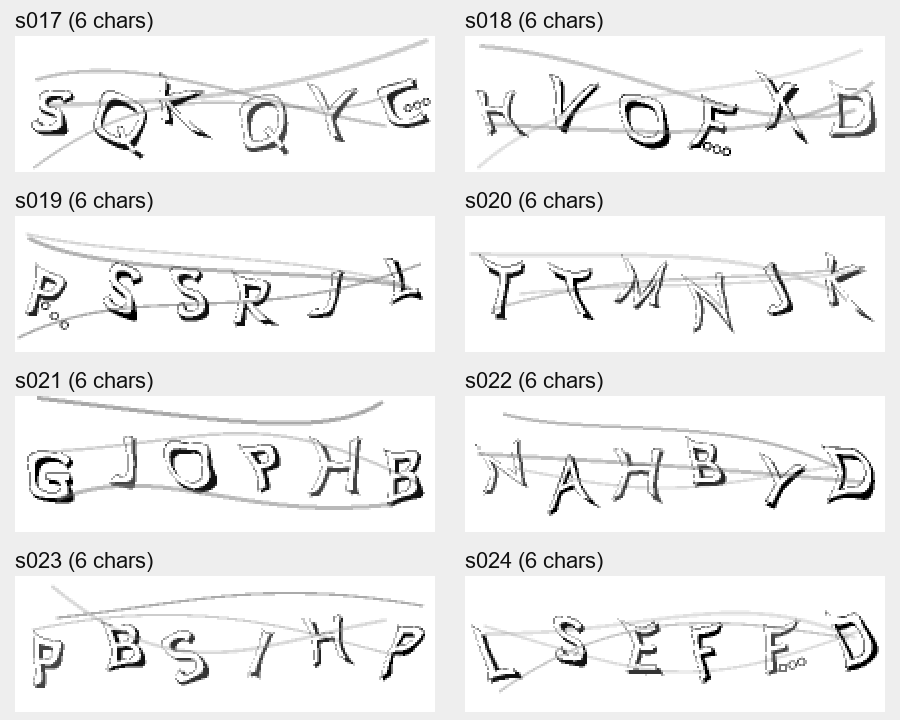 s017 (6 chars)
SQKQYG
s018 (6 chars)
HVOFXD
s019 (6 chars)
PSSRJL
s020 (6 chars)
TTMNJK
s021 (6 chars)
GJOPHB
s022 (6 chars)
NAHBYD
s023 (6 chars)
PBSIHP
s024 (6 chars)
LSEFFD